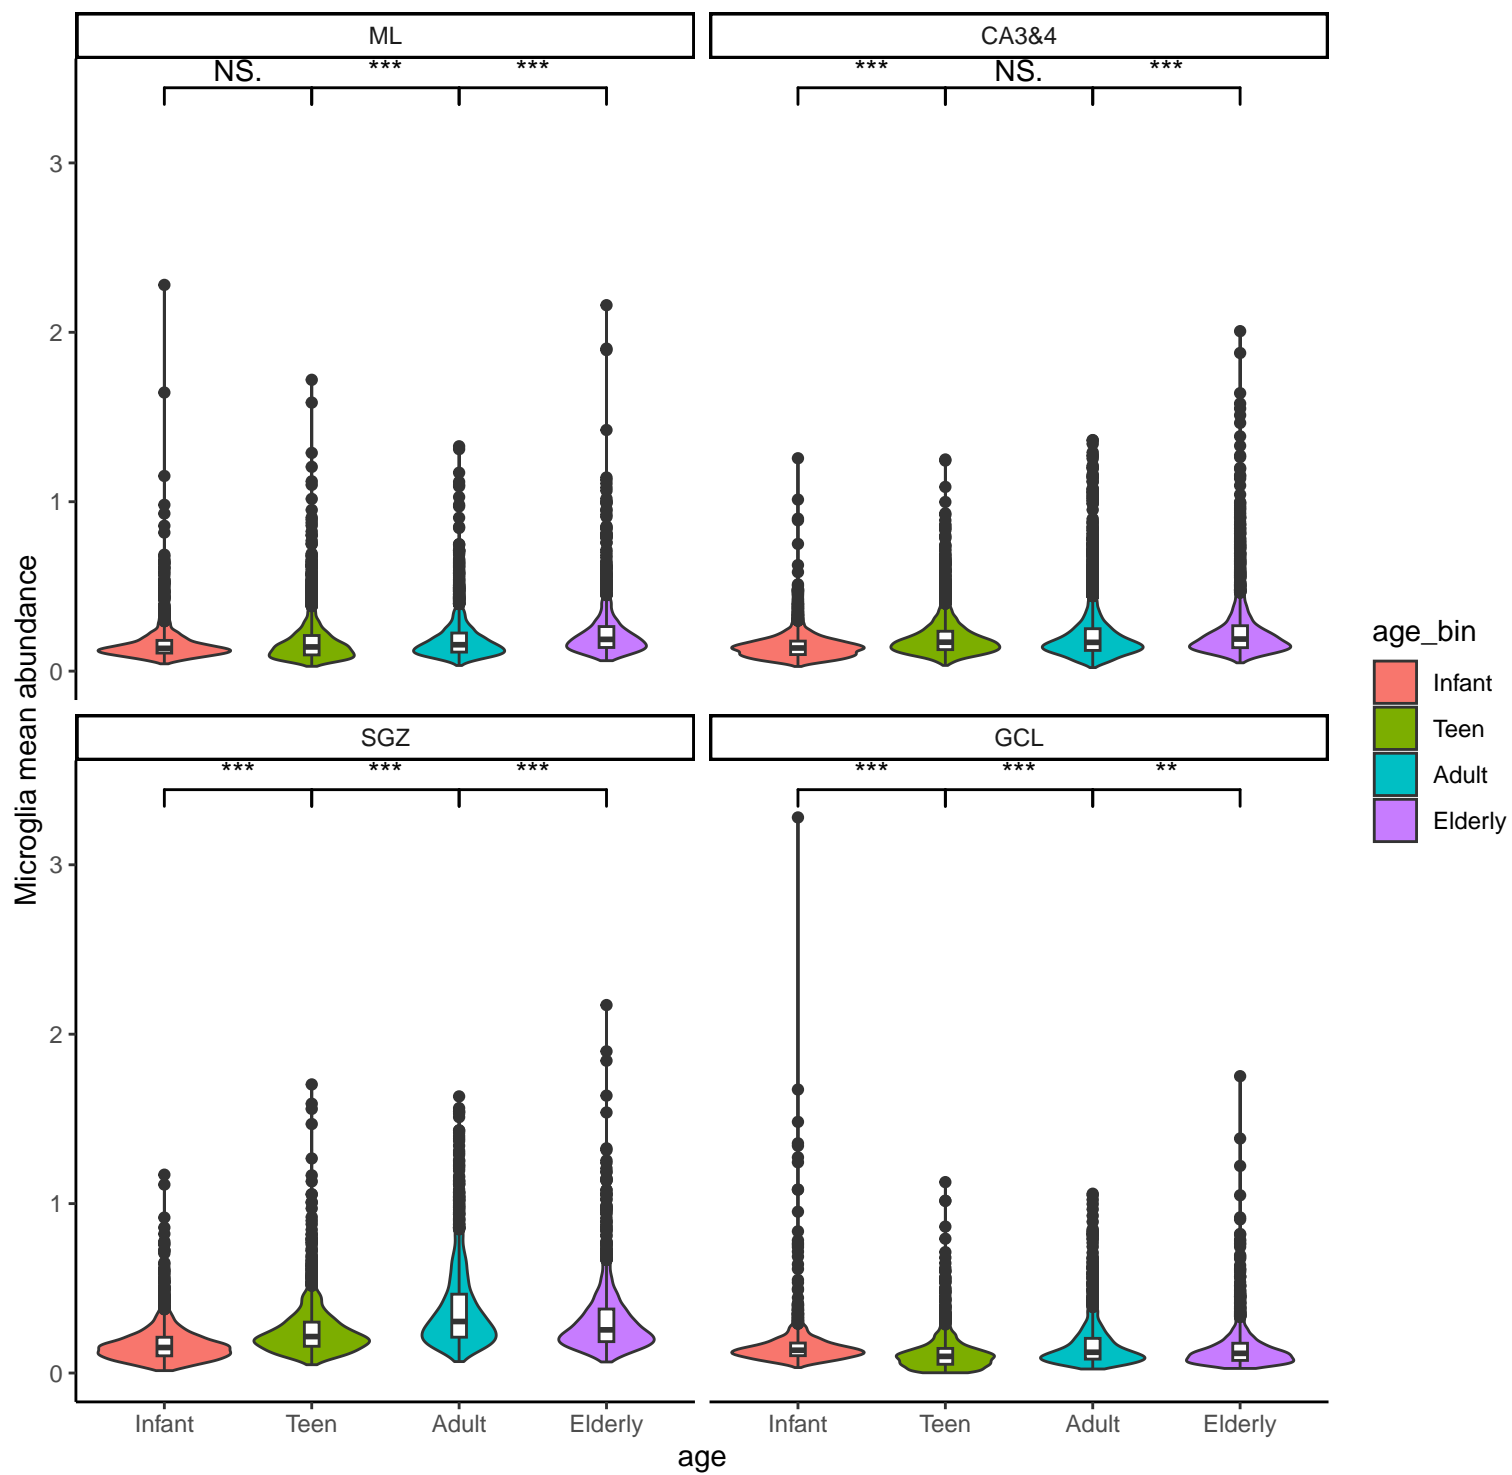 ML
CA3&4
NS. *** ***
*** NS. ***
3
2
1
0
SGZ
GCL
*** *** ***
*** *** **
3
2
1
0
Infant Teen Adult Elderly
Infant Teen Adult Elderly
age
Microglia mean abundance
age_bin
Infant
Teen
Adult
Elderly